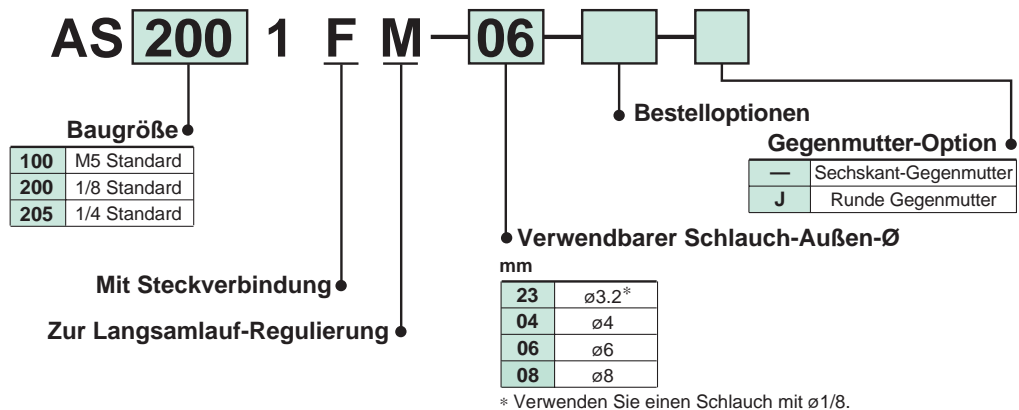 AS 200 1 F M — 06 — —
Bestelloptionen
Baugröße
100 M5 Standard
200 1/8 Standard
205 1/4 Standard
Gegenmutter-Option
— Sechskant-Gegenmutter
J Runde Gegenmutter
Verwendbarer Schlauch-Außen-Ø
mm
23 ø3.2*
04 ø4
06 ø6
08 ø8
* Verwenden Sie einen Schlauch mit ø1/8.
Mit Steckverbindung
Zur Langsamlauf-Regulierung